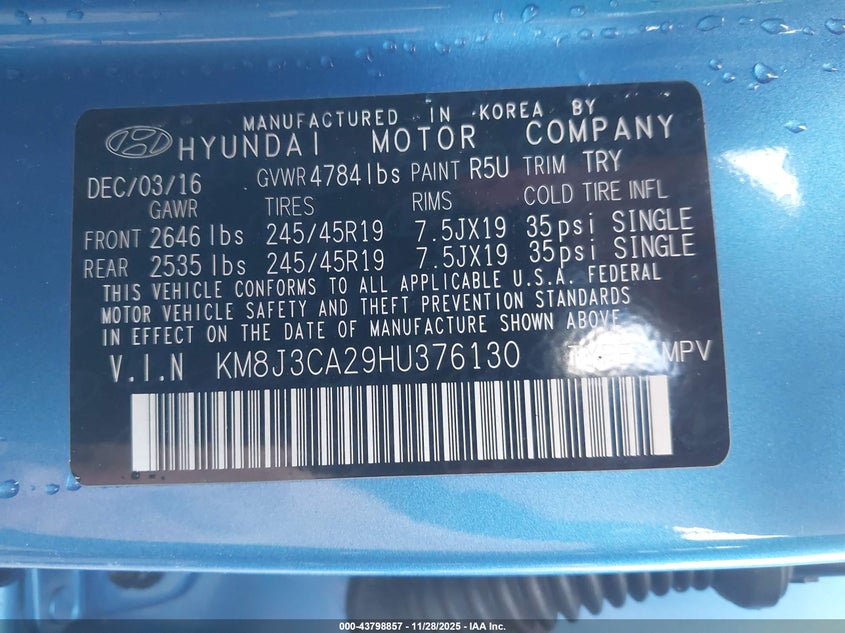 MANUFACTURED IN KOREA BY
HYUNDAI MOTOR COMPANY
DEC/03/16 GVWR 4784lbs PAINT R5U TRIM TRY
GAWR TIRES RIMS COLD TIRE INFL
FRONT 2646 lbs 245/45R19 7.5JX19 35psi SINGLE
REAR 2535 lbs 245/45R19 7.5JX19 35psi SINGLE
THIS VEHICLE CONFORMS TO ALL APPLICABLE U.S.A. FEDERAL
MOTOR VEHICLE SAFETY AND THEFT PREVENTION STANDARDS
IN EFFECT ON THE DATE OF MANUFACTURE SHOWN ABOVE.
V.I.N KM8J3CA29HU376130 MPV
000-43798857 - 11/28/2025 - IAA Inc.